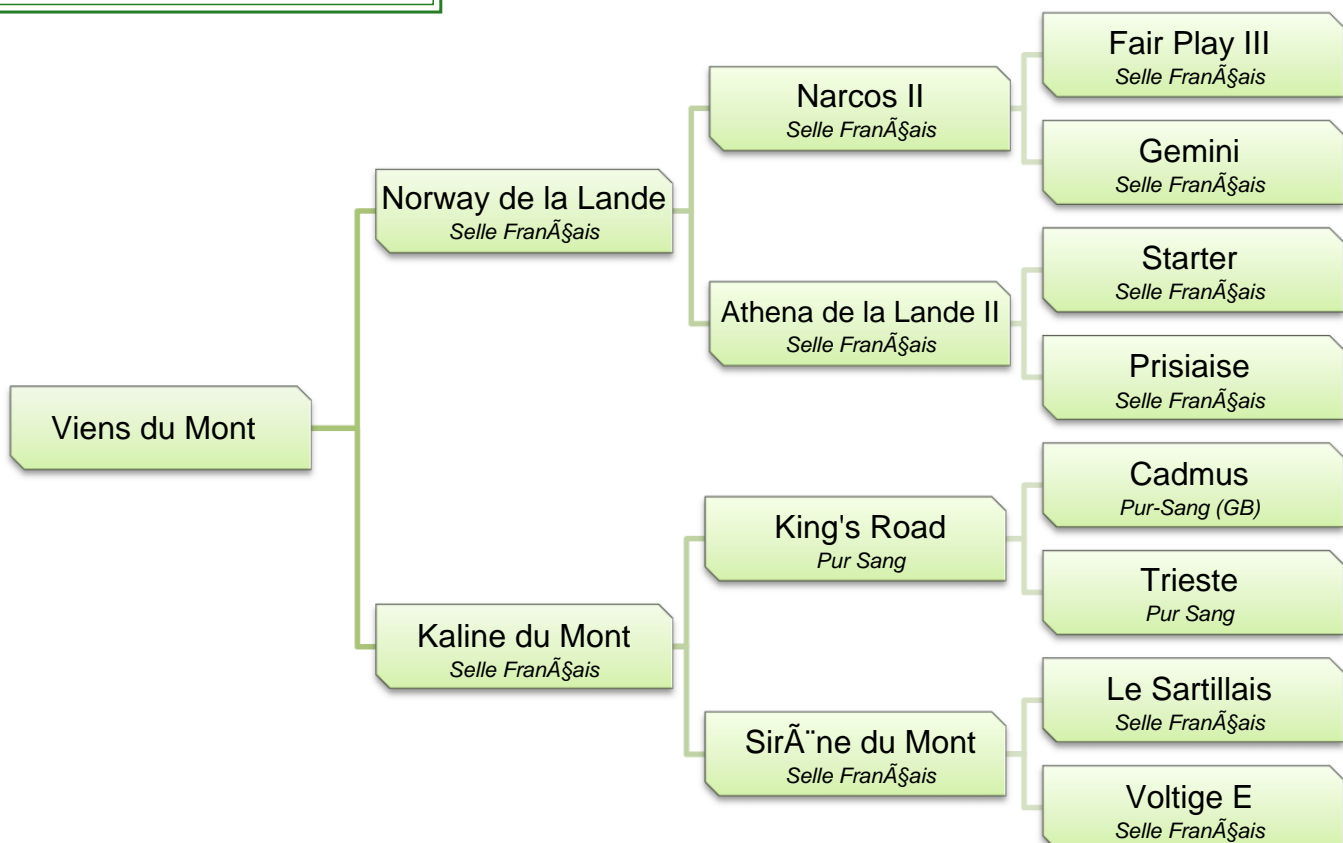 Fair Play III
Selle FranÃ§ais
Narcos II
Selle FranÃ§ais
Gemini
Selle FranÃ§ais
Norway de la Lande
Selle FranÃ§ais
Starter
Selle FranÃ§ais
Athena de la Lande II
Selle FranÃ§ais
Prisiaise
Selle FranÃ§ais
Viens du Mont
Cadmus
Pur-Sang (GB)
King's Road
Pur Sang
Trieste
Pur Sang
Kaline du Mont
Selle FranÃ§ais
Le Sartillais
Selle FranÃ§ais
SirÃ¨ne du Mont
Selle FranÃ§ais
Voltige E
Selle FranÃ§ais